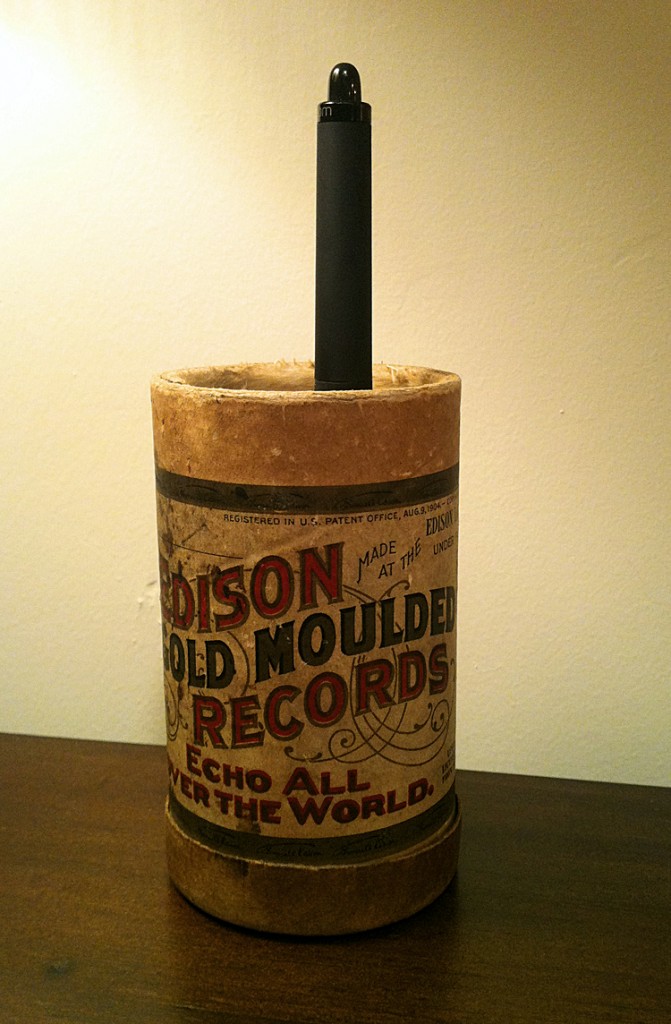 REGISTERED IN U.S. PATENT OFFICE, AUG. 9, 1904
MADE AT THE
EDISON
UNDER
EDISON
GOLD MOULDED
RECORDS
ECHO ALL
OVER THE WORLD.